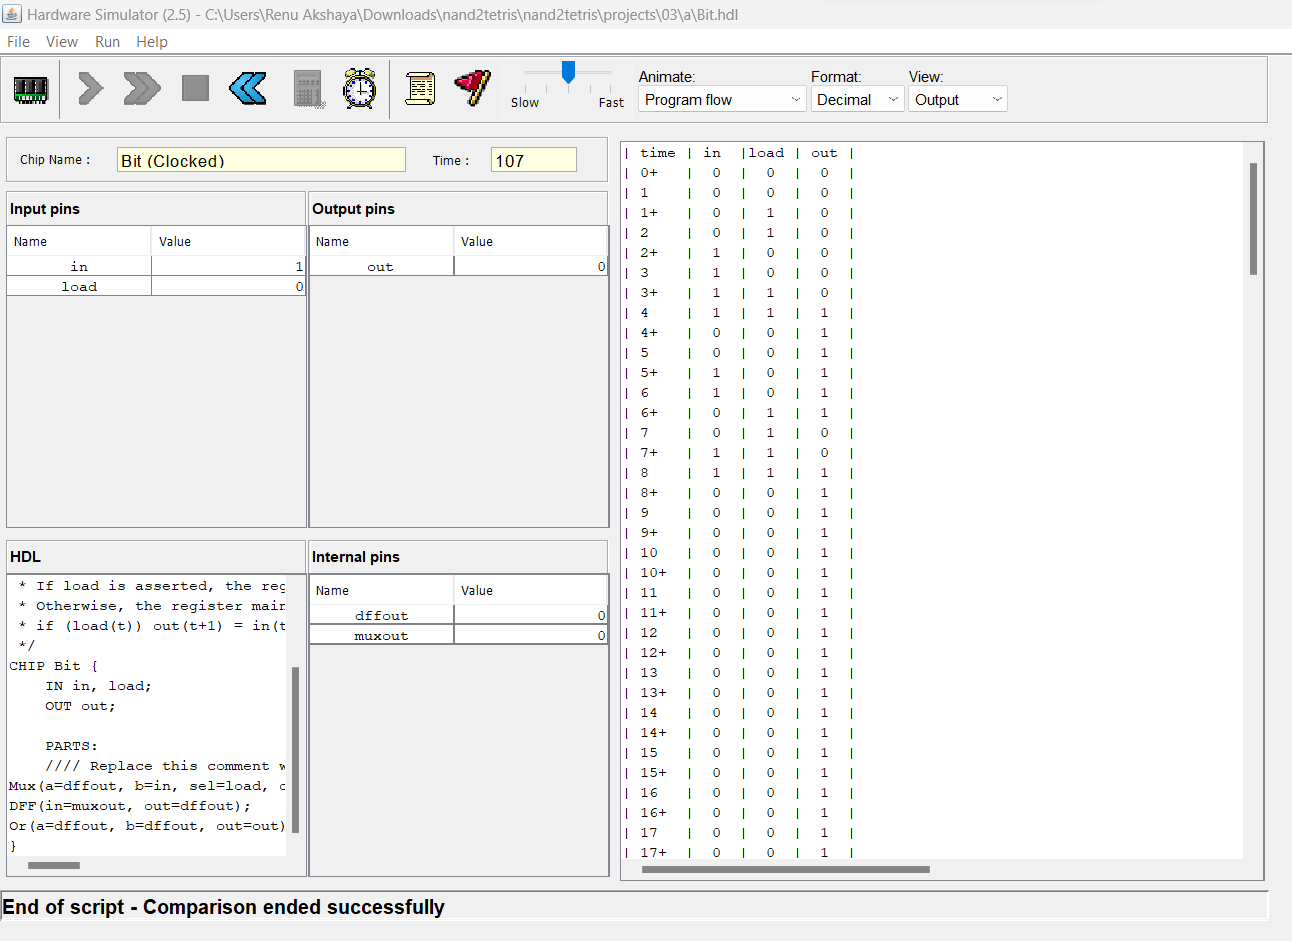 Hardware Simulator (2.5) - C:\Users\Renu Akshaya\Downloads\nand2tetris\nand2tetris\projects\03\a\Bit.hdl
File View Run Help
Slow Fast
Animate: Format: View:
Program flow Decimal Output
Chip Name : Bit (Clocked) Time : 107
Input pins
Name Value
in 1
load 0
Output pins
Name Value
out 0
HDL
* If load is asserted, the reg
* Otherwise, the register main
* if (load(t)) out(t+1) = in(t
*/
CHIP Bit {
IN in, load;
OUT out;
PARTS:
//// Replace this comment w
Mux(a=dffout, b=in, sel=load, o
DFF(in=muxout, out=dffout);
Or(a=dffout, b=dffout, out=out)
}
Internal pins
Name Value
dffout 0
muxout 0
| time | in |load | out |
| 0+ | 0 | 0 | 0 |
| 1 | 0 | 0 | 0 |
| 1+ | 0 | 1 | 0 |
| 2 | 0 | 1 | 0 |
| 2+ | 1 | 0 | 0 |
| 3 | 1 | 0 | 0 |
| 3+ | 1 | 1 | 0 |
| 4 | 1 | 1 | 1 |
| 4+ | 0 | 0 | 1 |
| 5 | 0 | 0 | 1 |
| 5+ | 1 | 0 | 1 |
| 6 | 1 | 0 | 1 |
| 6+ | 0 | 1 | 1 |
| 7 | 0 | 1 | 0 |
| 7+ | 1 | 1 | 0 |
| 8 | 1 | 1 | 1 |
| 8+ | 0 | 0 | 1 |
| 9 | 0 | 0 | 1 |
| 9+ | 0 | 0 | 1 |
| 10 | 0 | 0 | 1 |
| 10+ | 0 | 0 | 1 |
| 11 | 0 | 0 | 1 |
| 11+ | 0 | 0 | 1 |
| 12 | 0 | 0 | 1 |
| 12+ | 0 | 0 | 1 |
| 13 | 0 | 0 | 1 |
| 13+ | 0 | 0 | 1 |
| 14 | 0 | 0 | 1 |
| 14+ | 0 | 0 | 1 |
| 15 | 0 | 0 | 1 |
| 15+ | 0 | 0 | 1 |
| 16 | 0 | 0 | 1 |
| 16+ | 0 | 0 | 1 |
| 17 | 0 | 0 | 1 |
| 17+ | 0 | 0 | 1 |
End of script - Comparison ended successfully